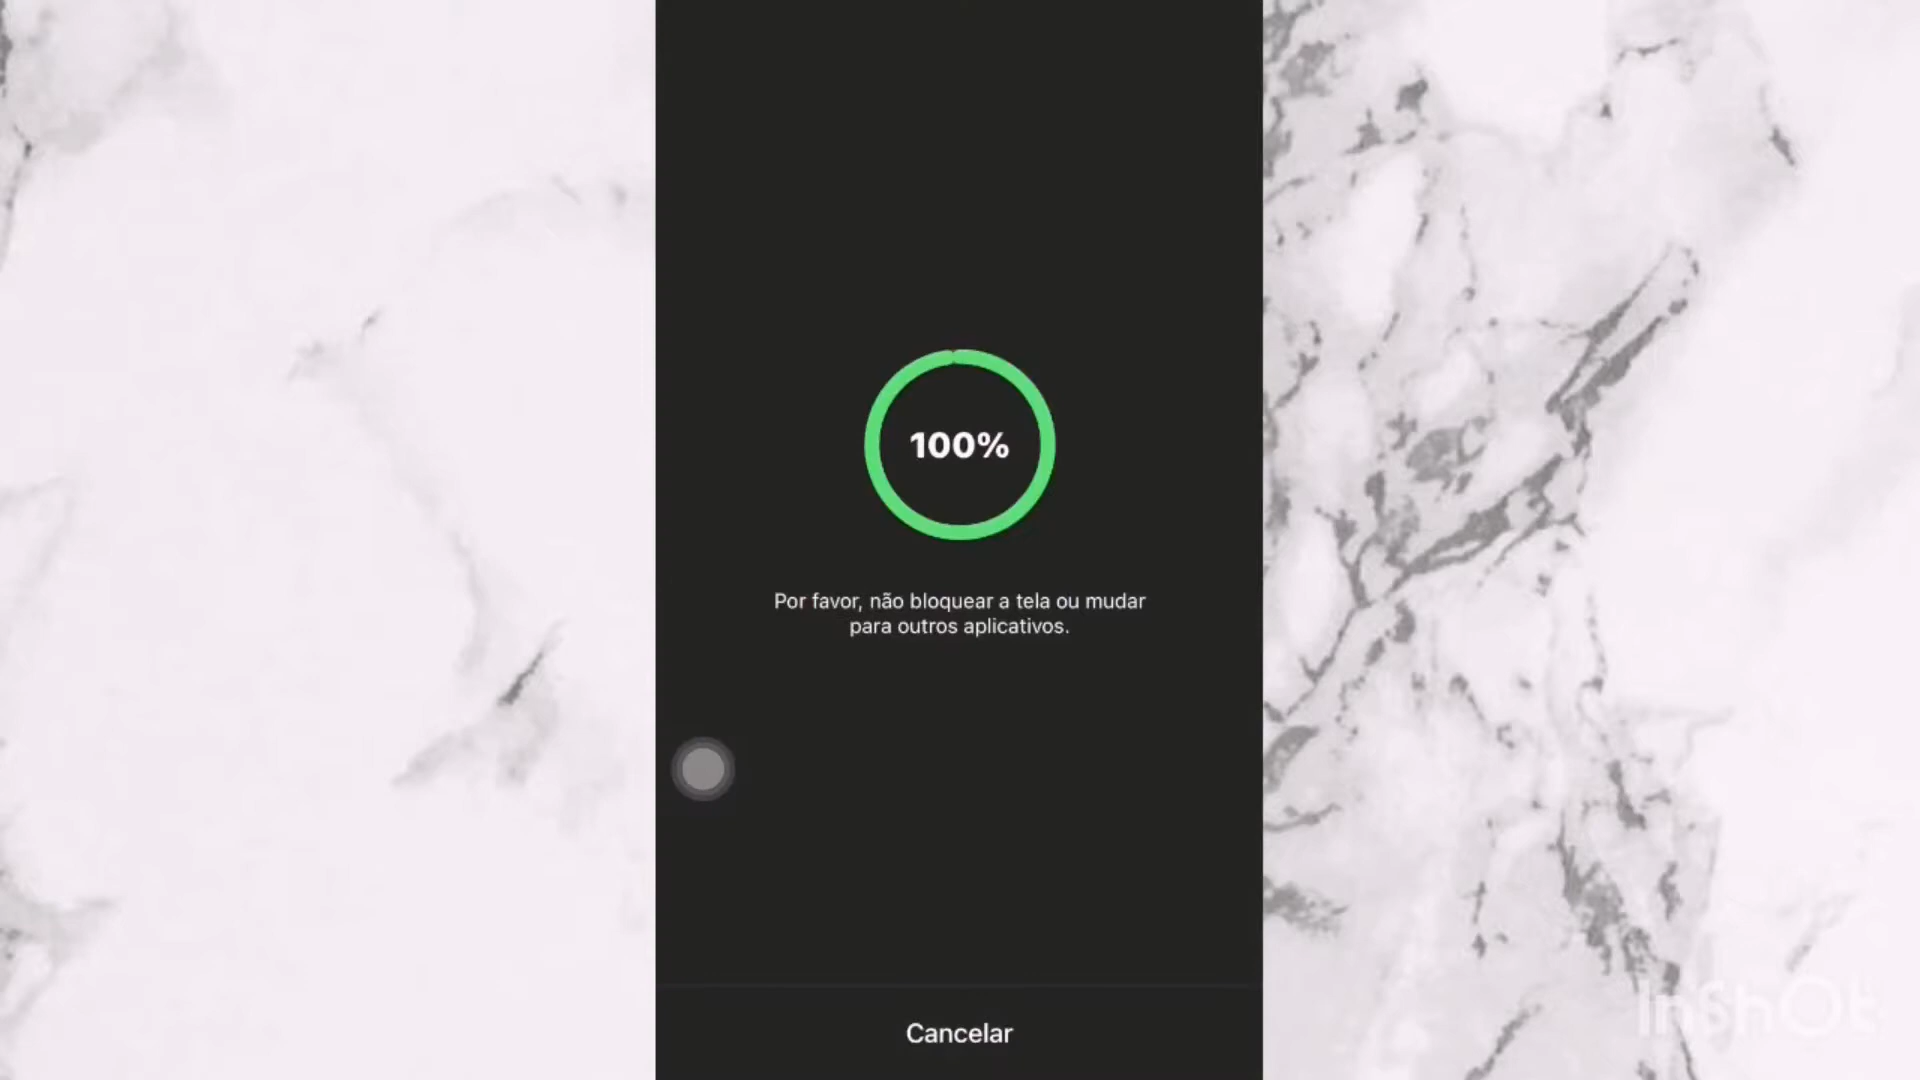 100%
Por favor, não bloquear a tela ou mudar
para outros aplicativos.
Cancelar
InShOt